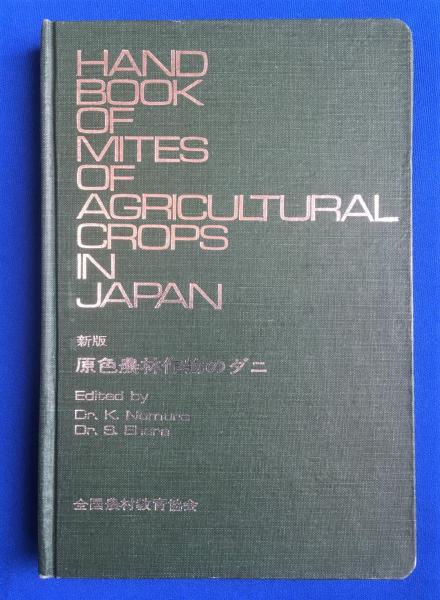 HAND
BOOK
OF
MITES
OF
AGRICULTURAL
CROPS
IN
JAPAN
新版
原色農林作物のダニ
Edited by
Dr. K. Nomura
Dr. S. Ehara
全国農村教育協会